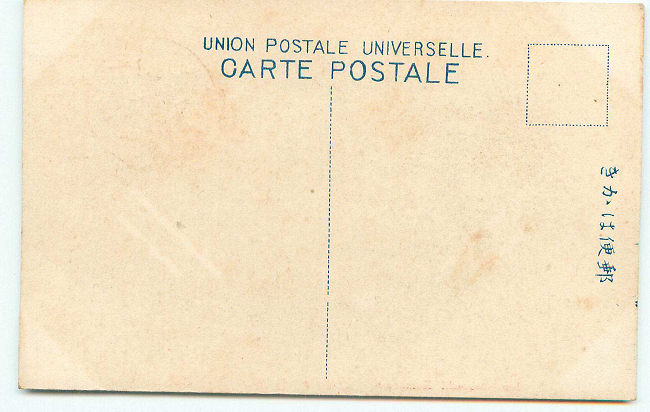 UNION POSTALE UNIVERSELLE.
CARTE POSTALE
郵便はかき